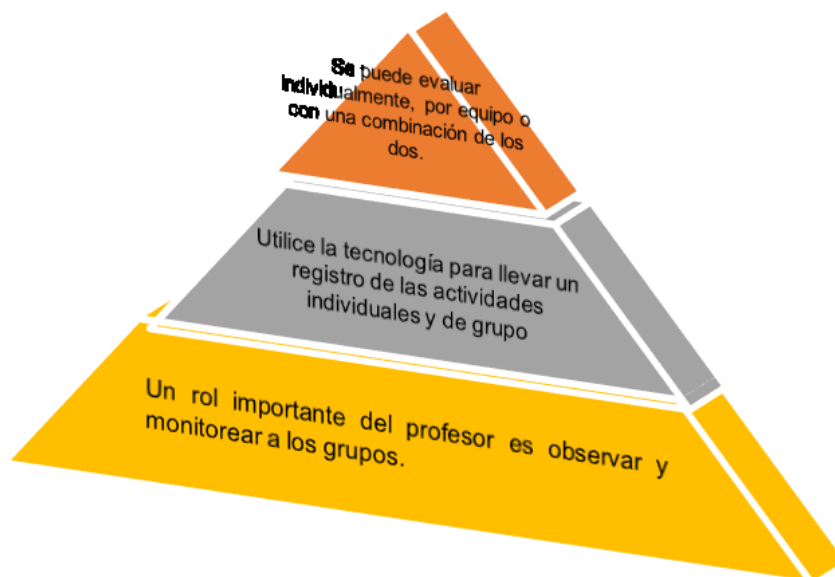 Se puede evaluar
individualmente, por equipo o
con una combinación de los
dos.
Utilice la tecnología para llevar un
registro de las actividades
individuales y de grupo
Un rol importante del profesor es observar y
monitorear a los grupos.